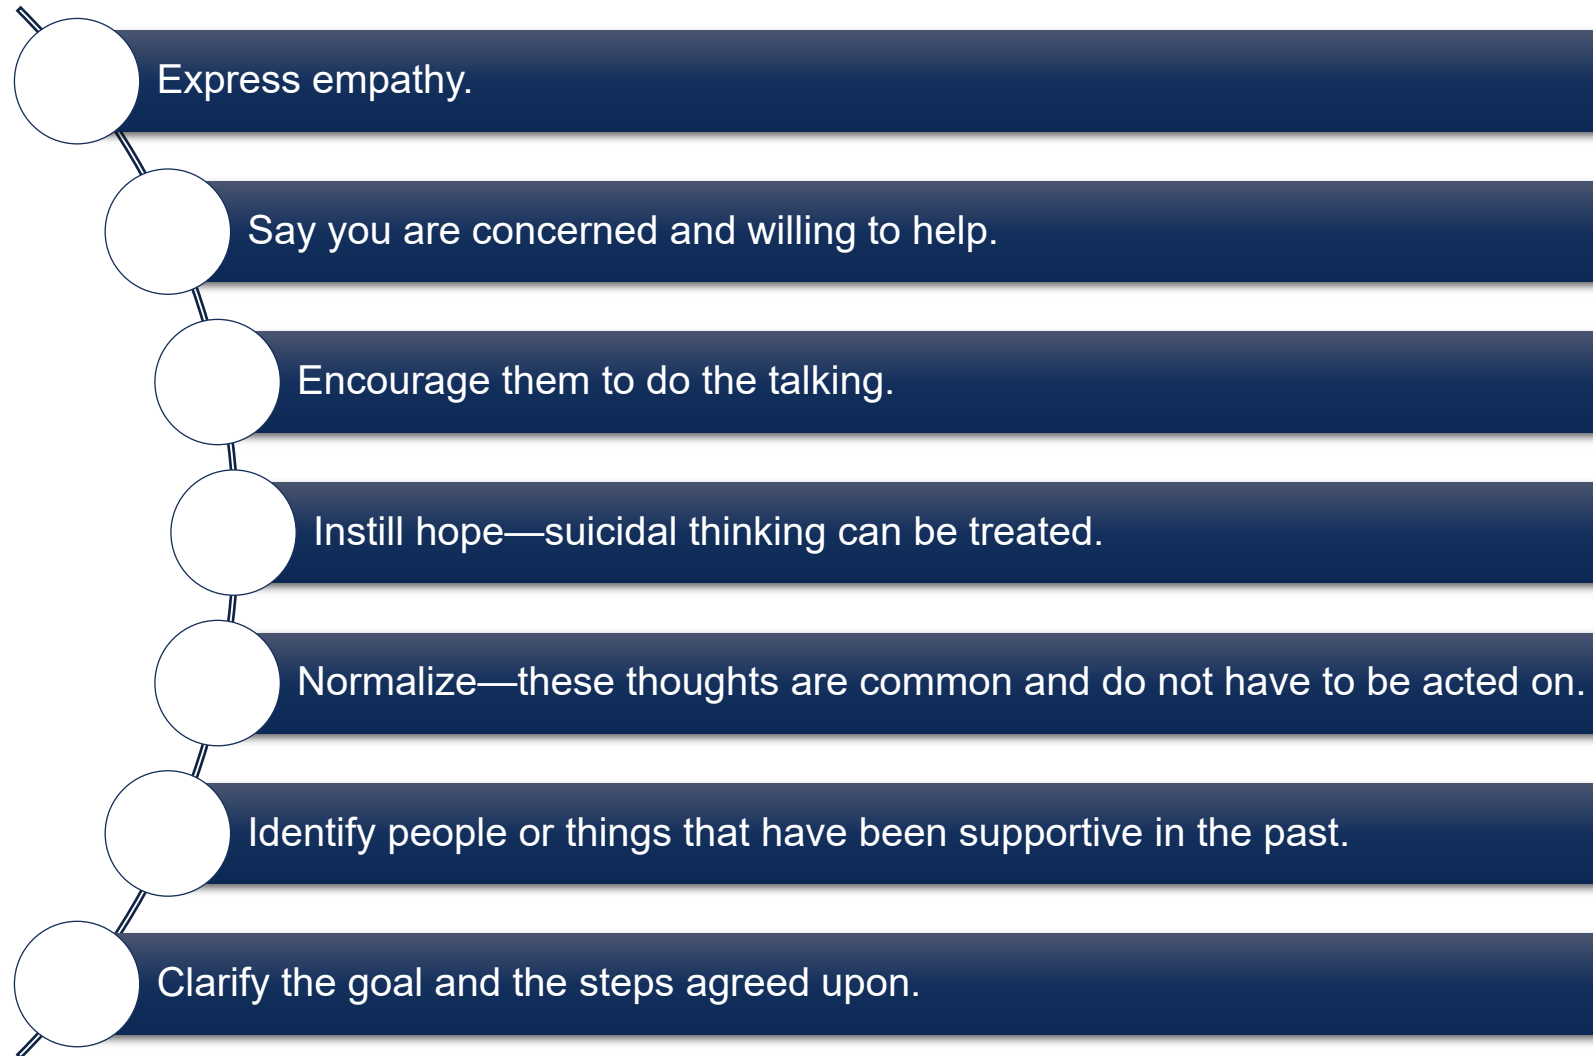 Express empathy.
Say you are concerned and willing to help.
Encourage them to do the talking.
Instill hope—suicidal thinking can be treated.
Normalize—these thoughts are common and do not have to be acted on.
Identify people or things that have been supportive in the past.
Clarify the goal and the steps agreed upon.